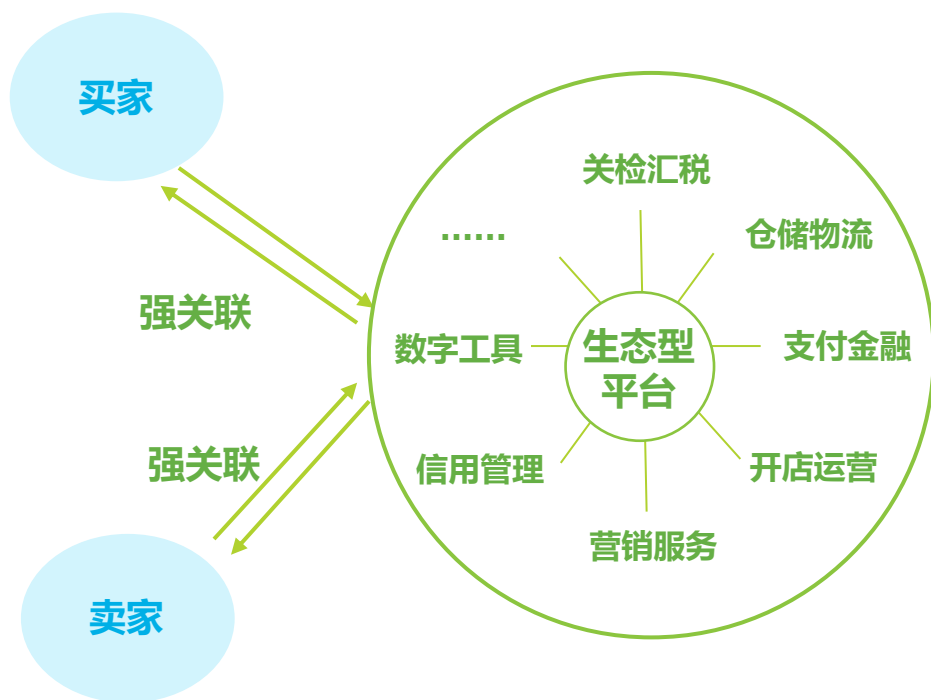 买家
关检汇税
……
仓储物流
强关联
数字工具
生态型
平台
支付金融
强关联
信用管理
开店运营
营销服务
卖家